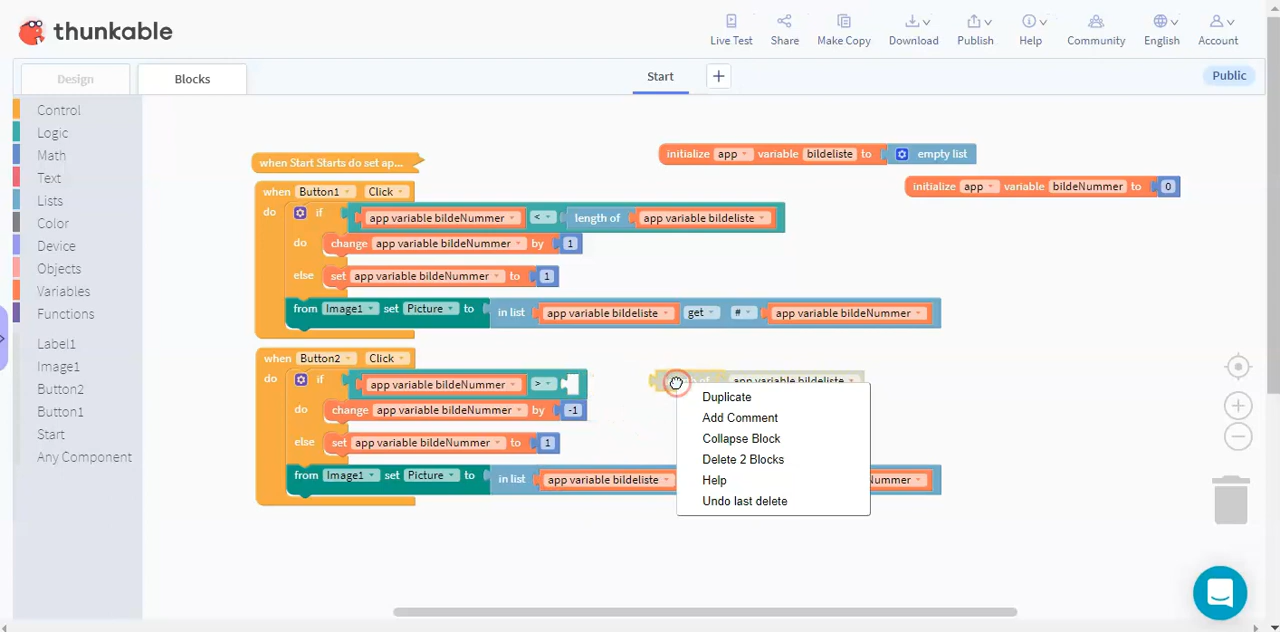 thunkable
Live Test
Share
Make Copy
Download
Publish
Help
Community
English
Account
Design
Blocks
Start
+
Public
Control
Logic
Math
Text
Lists
Color
Device
Objects
Variables
Functions
Label1
Image1
Button2
Button1
Start
Any Component
initialize app variable bildeliste to empty list
initialize app variable bildeNummer to 0
when Start Starts do set ap...
when Button1 Click
do if app variable bildeNummer < length of app variable bildeliste
do change app variable bildeNummer by 1
else set app variable bildeNummer to 1
from Image1 set Picture to in list app variable bildeliste get # app variable bildeNummer
when Button2 Click
do if app variable bildeNummer >
of app variable bildeliste
do change app variable bildeNummer by -1
else set app variable bildeNummer to 1
from Image1 set Picture to in list app variable bildeliste
Duplicate
Add Comment
Collapse Block
Delete 2 Blocks
Help
Undo last delete